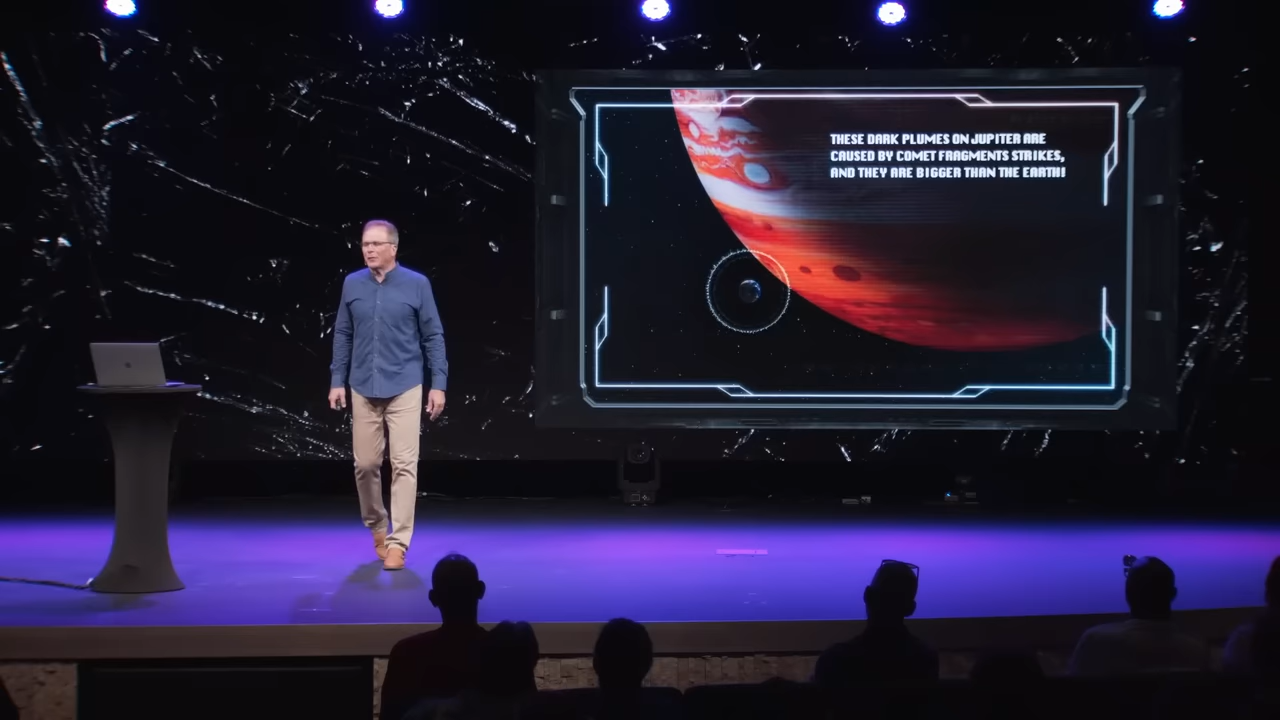 THESE DARK PLUMES ON JUPITER ARE
CAUSED BY COMET FRAGMENTS STRIKES,
AND THEY ARE BIGGER THAN THE EARTH!